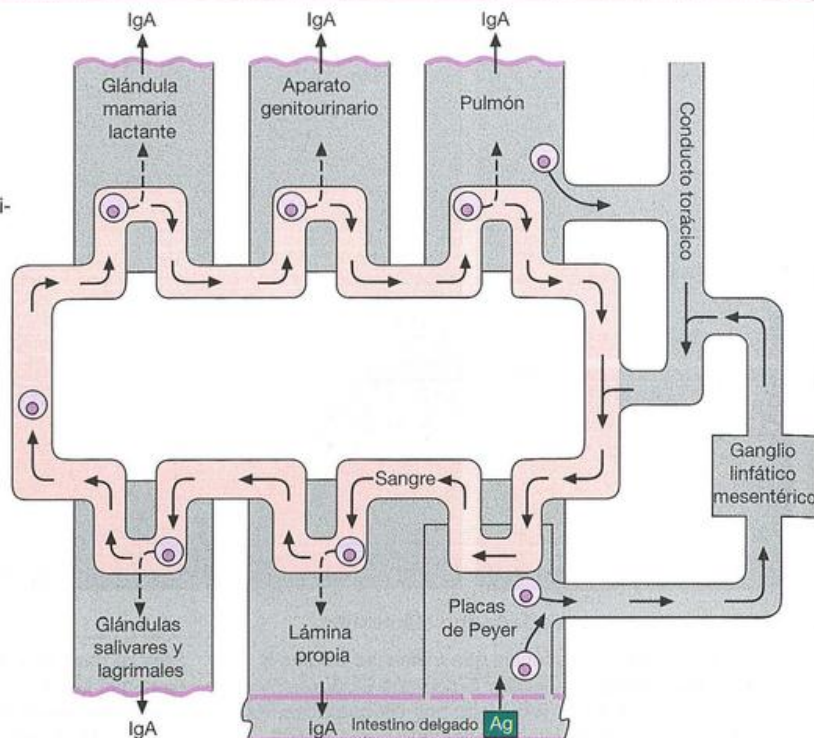 IgA
IgA
IgA
Glándula
mamaria
lactante
Aparato
genitourinario
Pulmón
Conducto torácico
i-
Sangre
Ganglio
linfático
mesentérico
Glándulas
salivares y
lagrimales
Lámina
propia
Placas
de Peyer
IgA
IgA
Intestino delgado
Ag